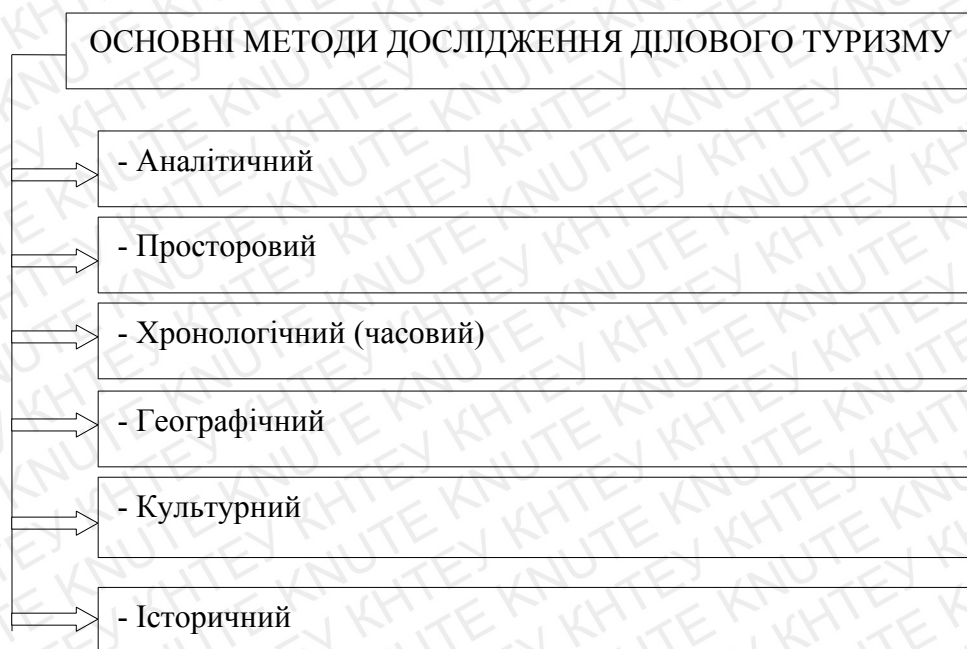 ОСНОВНІ МЕТОДИ ДОСЛІДЖЕННЯ ДІЛОВОГО ТУРИЗМУ
- Аналітичний
- Просторовий
- Хронологічний (часовий)
- Географічний
- Культурний
- Історичний